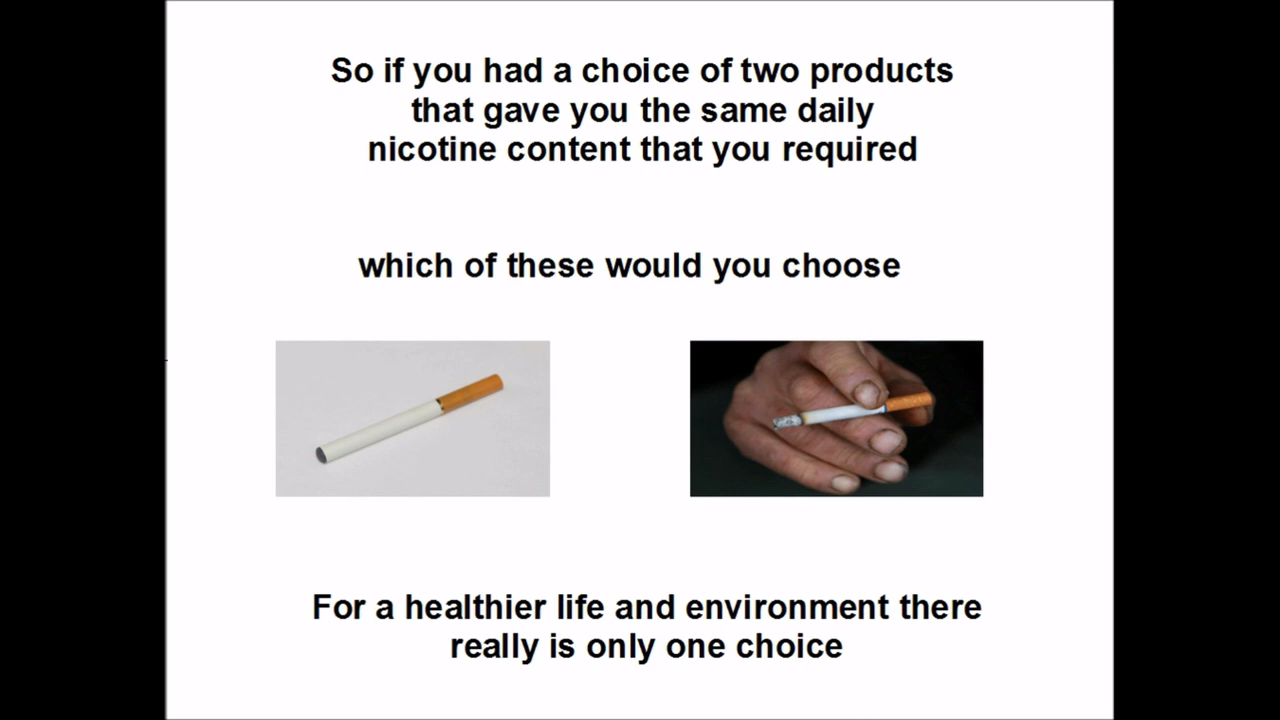 So if you had a choice of two products
that gave you the same daily
nicotine content that you required
which of these would you choose
For a healthier life and environment there
really is only one choice